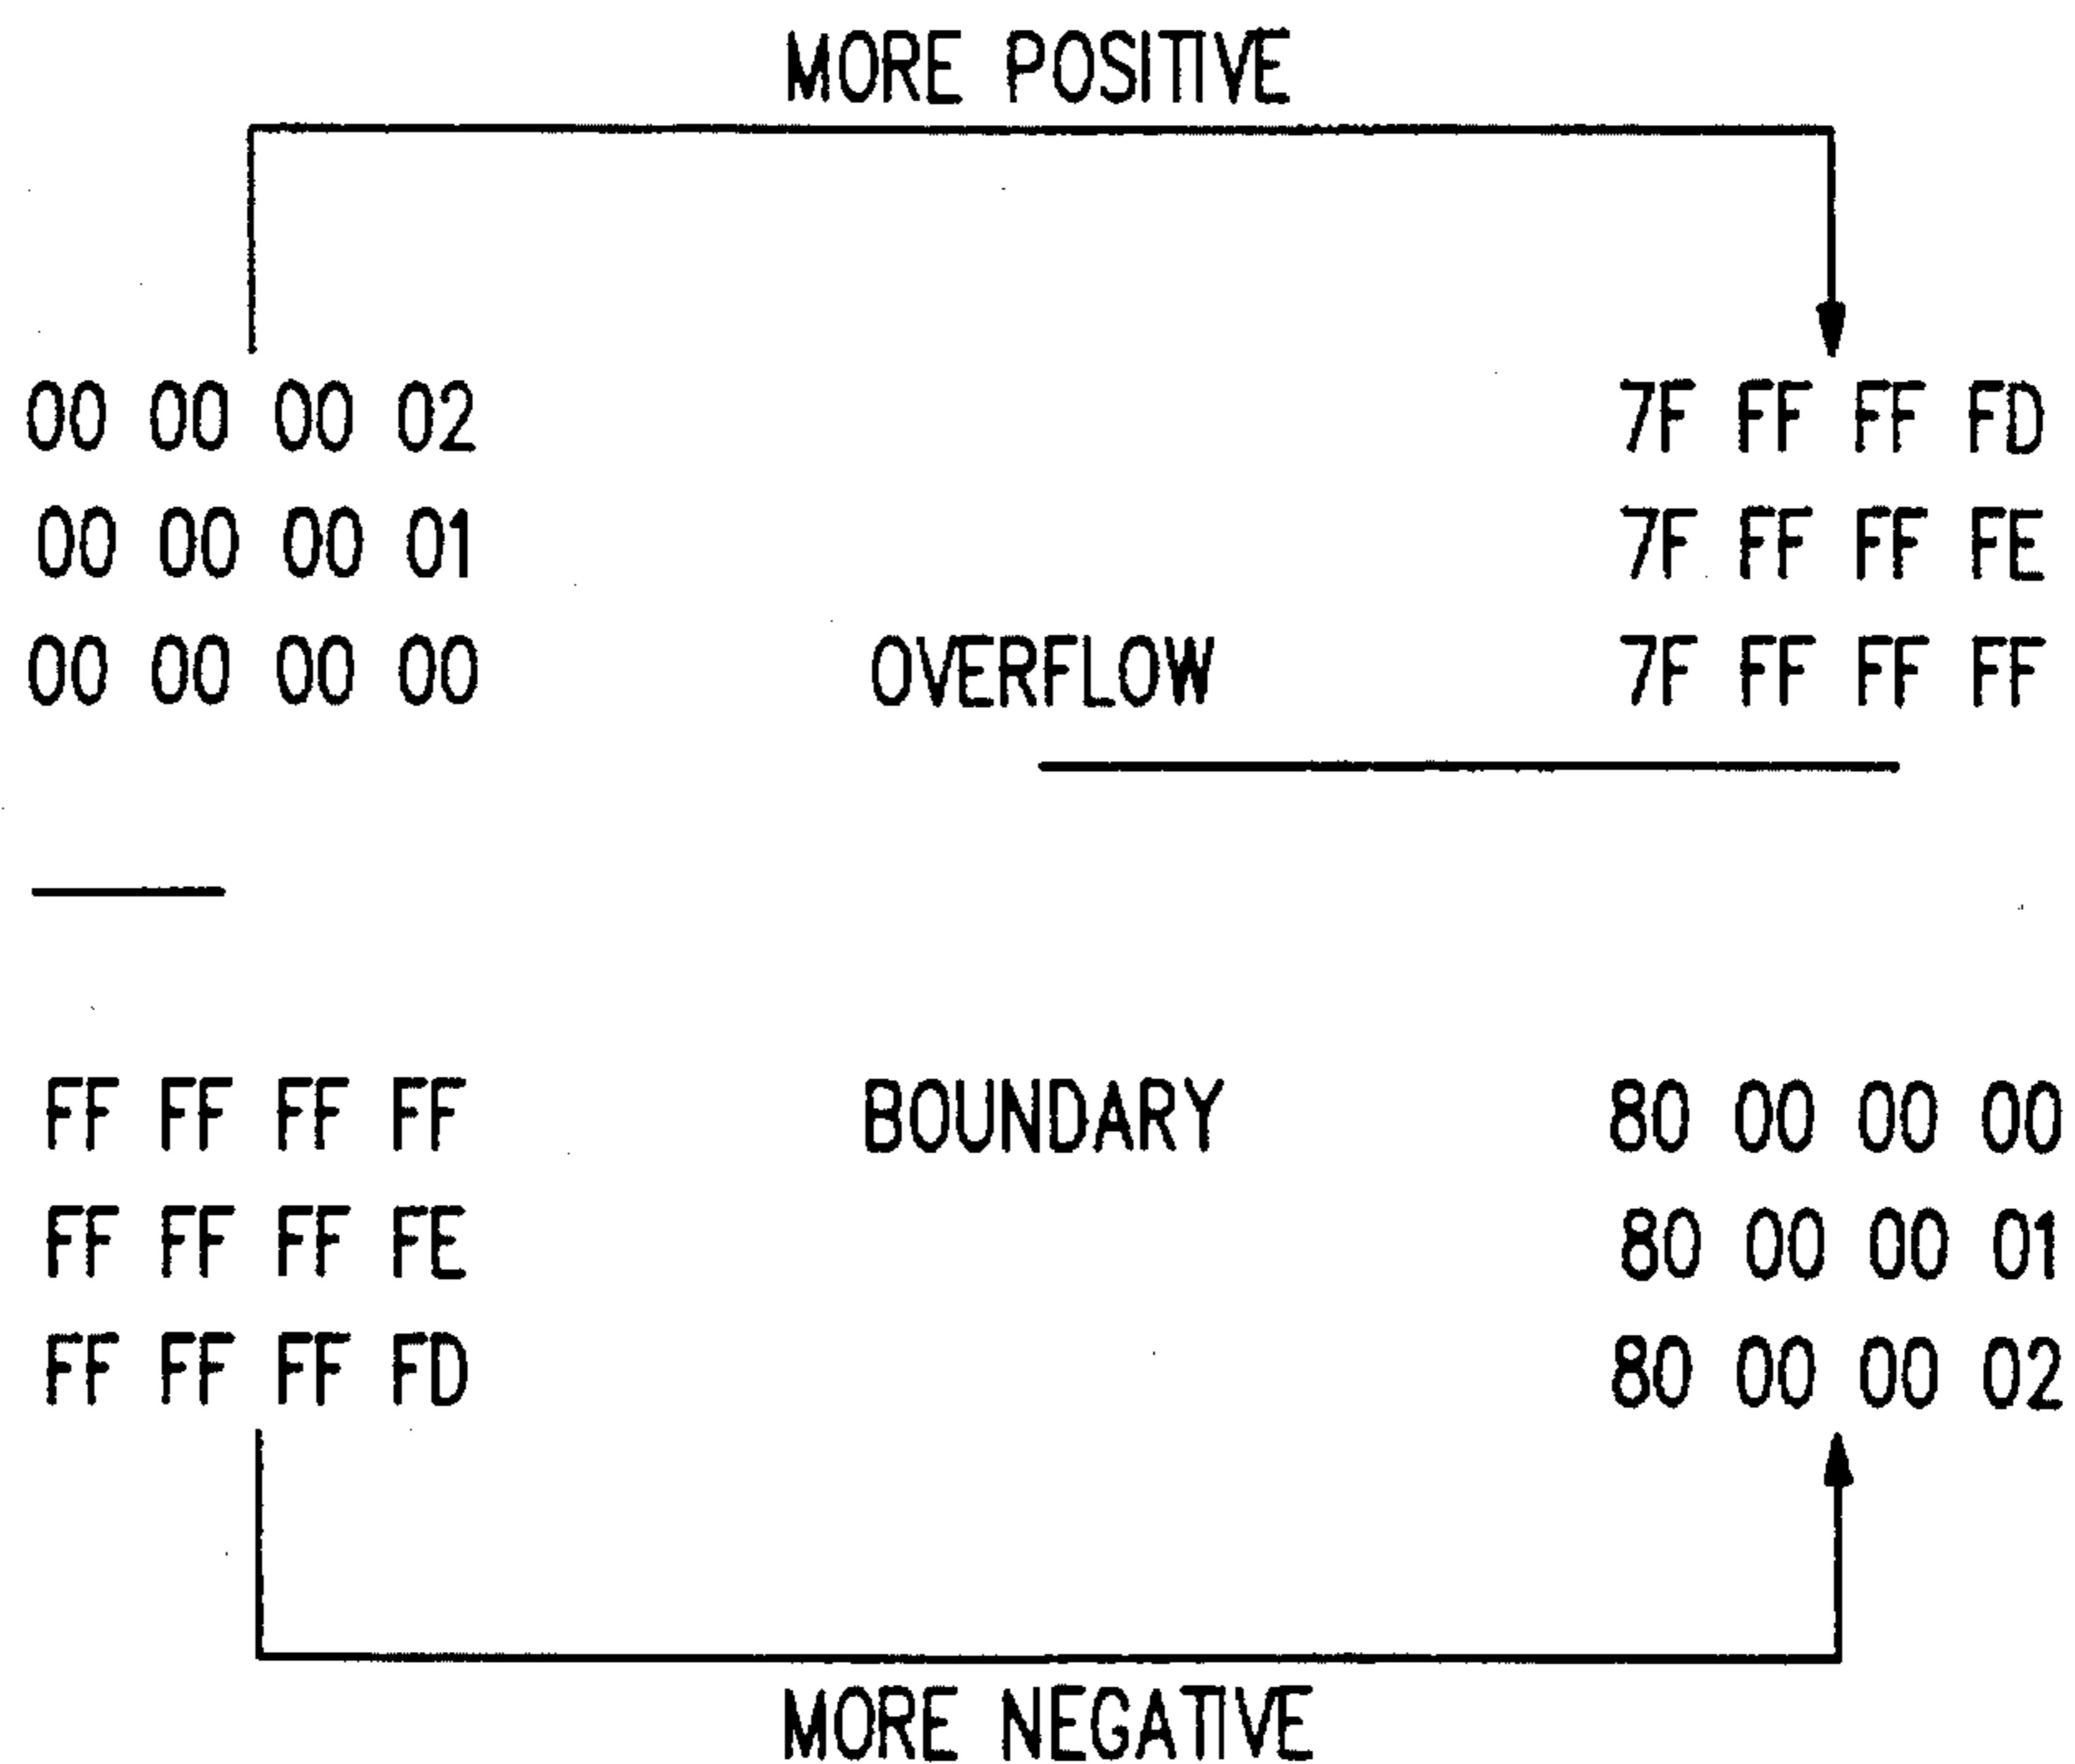 MORE POSITIVE
00 00 00 02 7F FF FF FD
00 00 00 01 7F FF FF FE
00 00 00 00 OVERFLOW 7F FF FF FF
FF FF FF FF BOUNDARY 80 00 00 00
FF FF FF FE 80 00 00 01
FF FF FF FD 80 00 00 02
MORE NEGATIVE